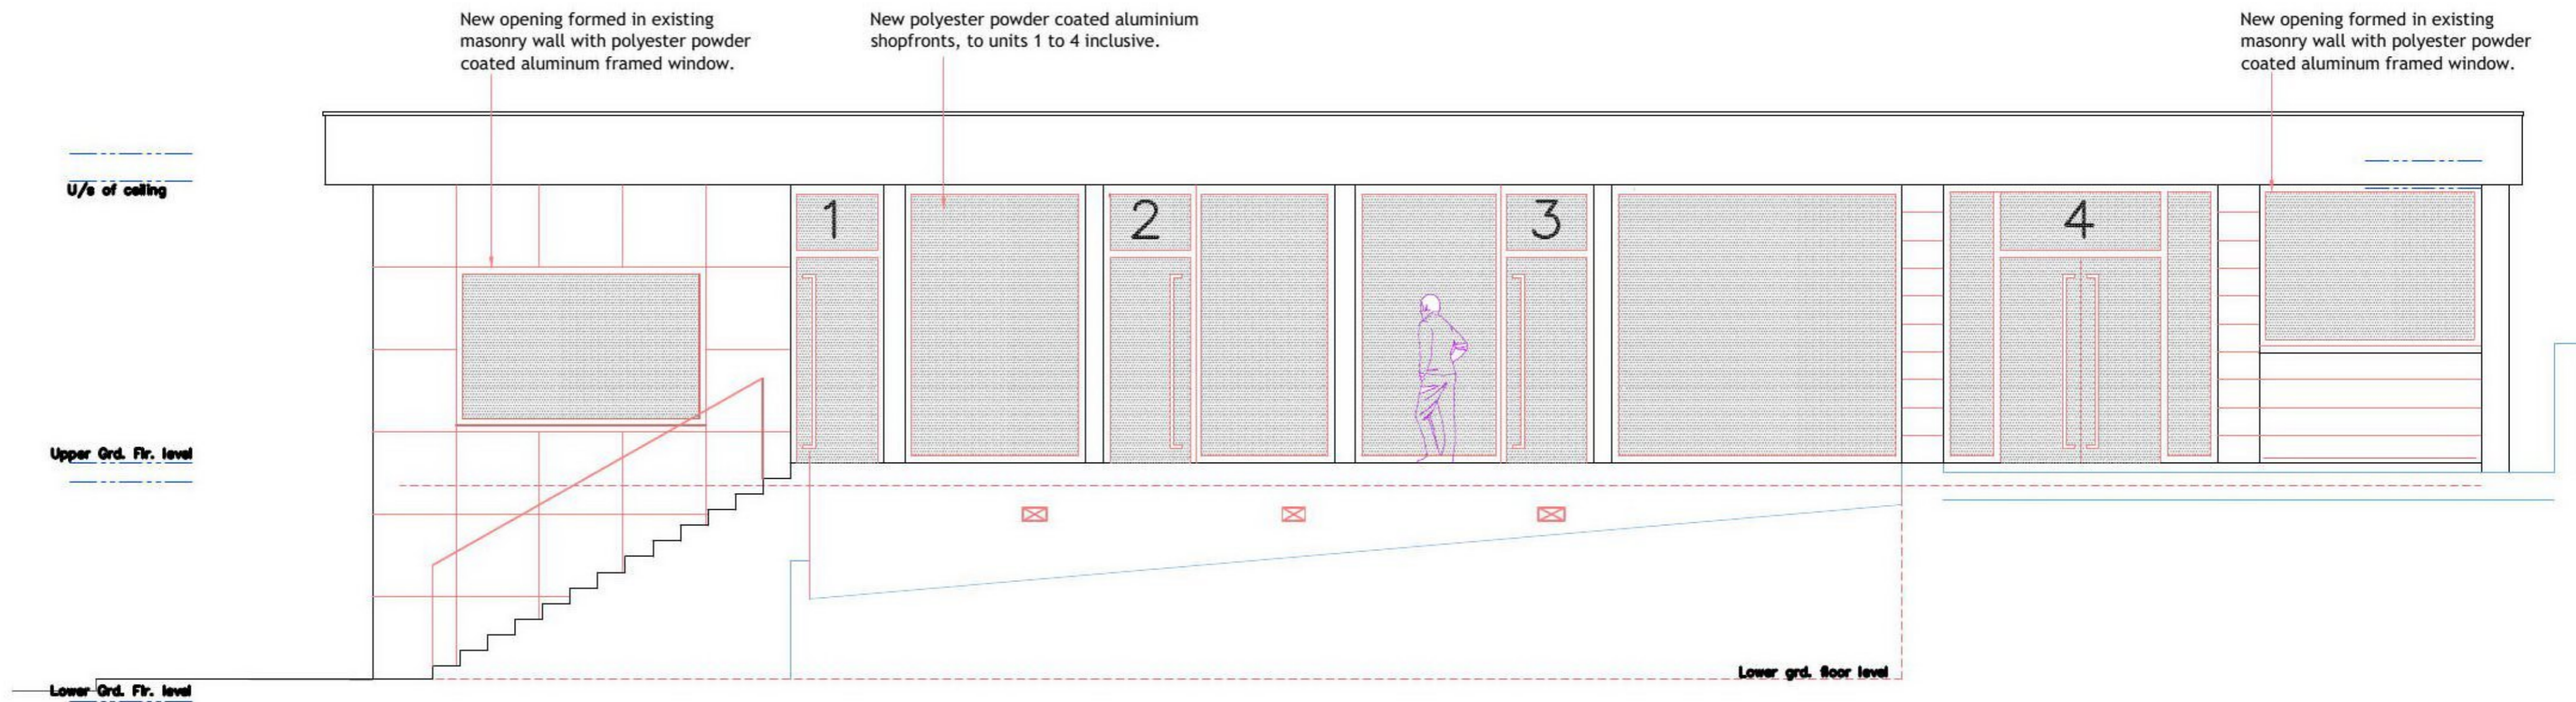 New opening formed in existing
masonry wall with polyester powder
coated aluminum framed window.
New polyester powder coated aluminium
shopfronts, to units 1 to 4 inclusive.
New opening formed in existing
masonry wall with polyester powder
coated aluminum framed window.
U/s of ceiling
1
2
3
4
Upper Grd. Flr. level
Lower grd. floor level
Lower Grd. Flr. level